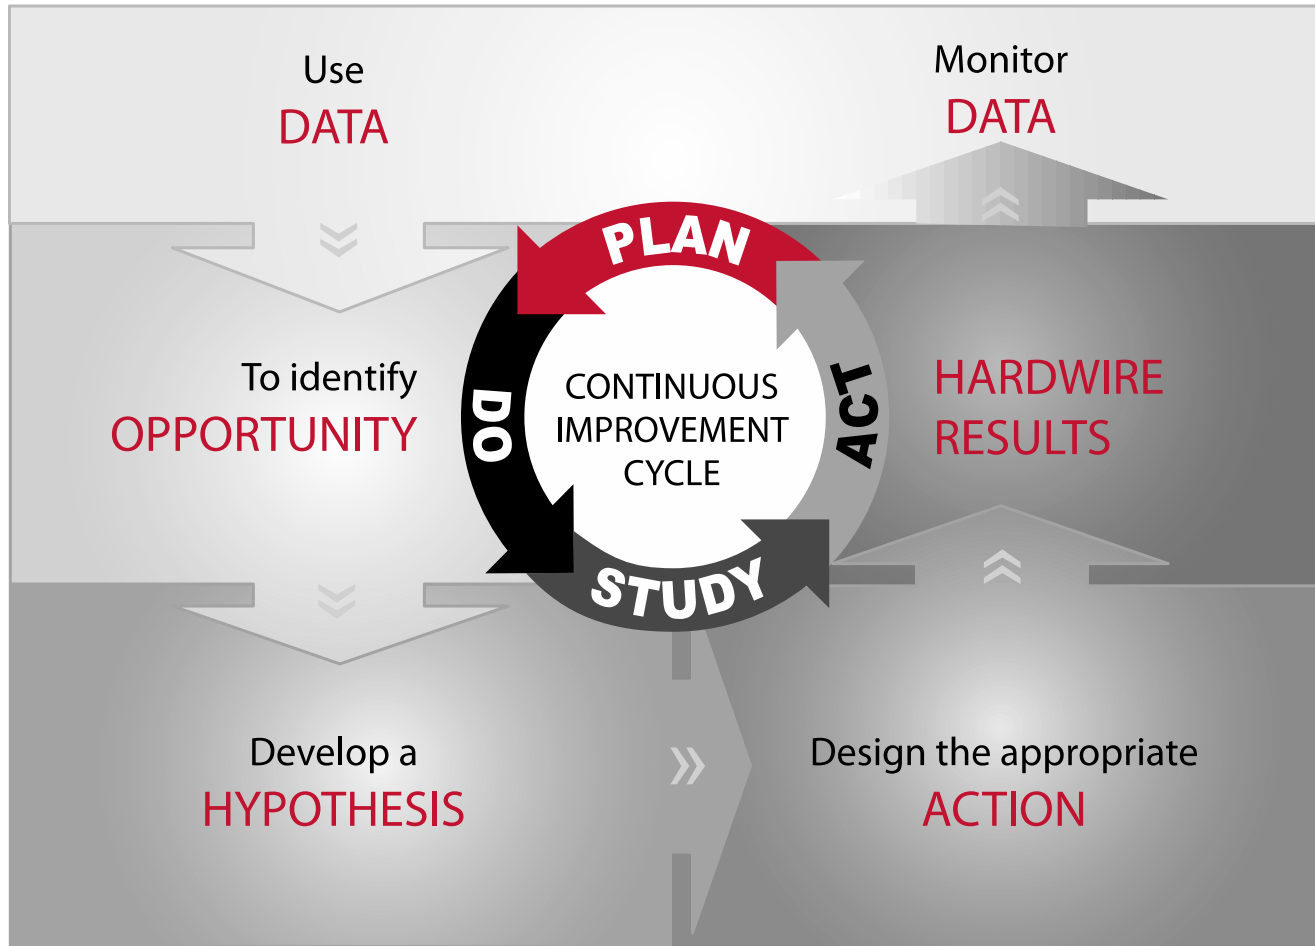 Use
DATA
To identify
OPPORTUNITY
Develop a
HYPOTHESIS
Design the appropriate
ACTION
HARDWIRE
RESULTS
Monitor
DATA
PLAN
DO
STUDY
ACT
CONTINUOUS
IMPROVEMENT
CYCLE